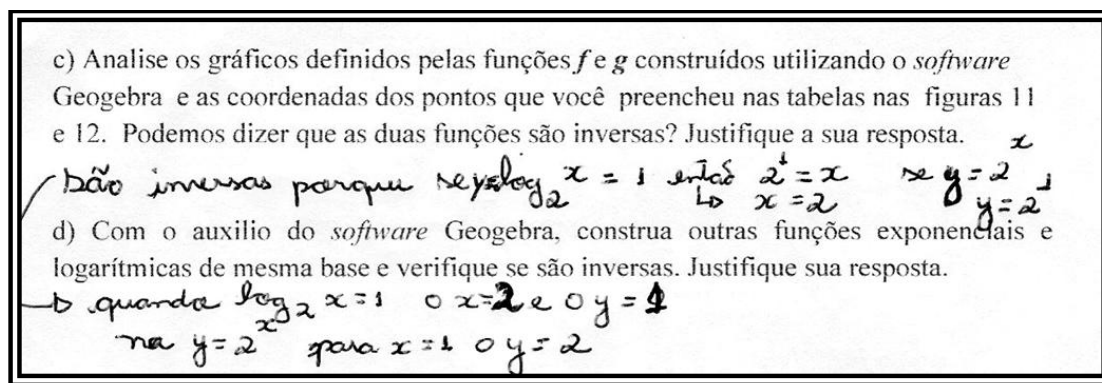 c) Analise os gráficos definidos pelas funções f e g construídos utilizando o software
Geogebra e as coordenadas dos pontos que você preencheu nas tabelas nas figuras 11
e 12. Podemos dizer que as duas funções são inversas? Justifique a sua resposta.
São inversas porque se y=log₂ x = 1 então 2¹ = x se y = 2ˣ
↳ x = 2 y = 2¹
d) Com o auxilio do software Geogebra, construa outras funções exponenciais e
logarítmicas de mesma base e verifique se são inversas. Justifique sua resposta.
↳ quando log₂ x = 1 o x=2 e o y = 1
na y = 2ˣ para x = 1 o y = 2